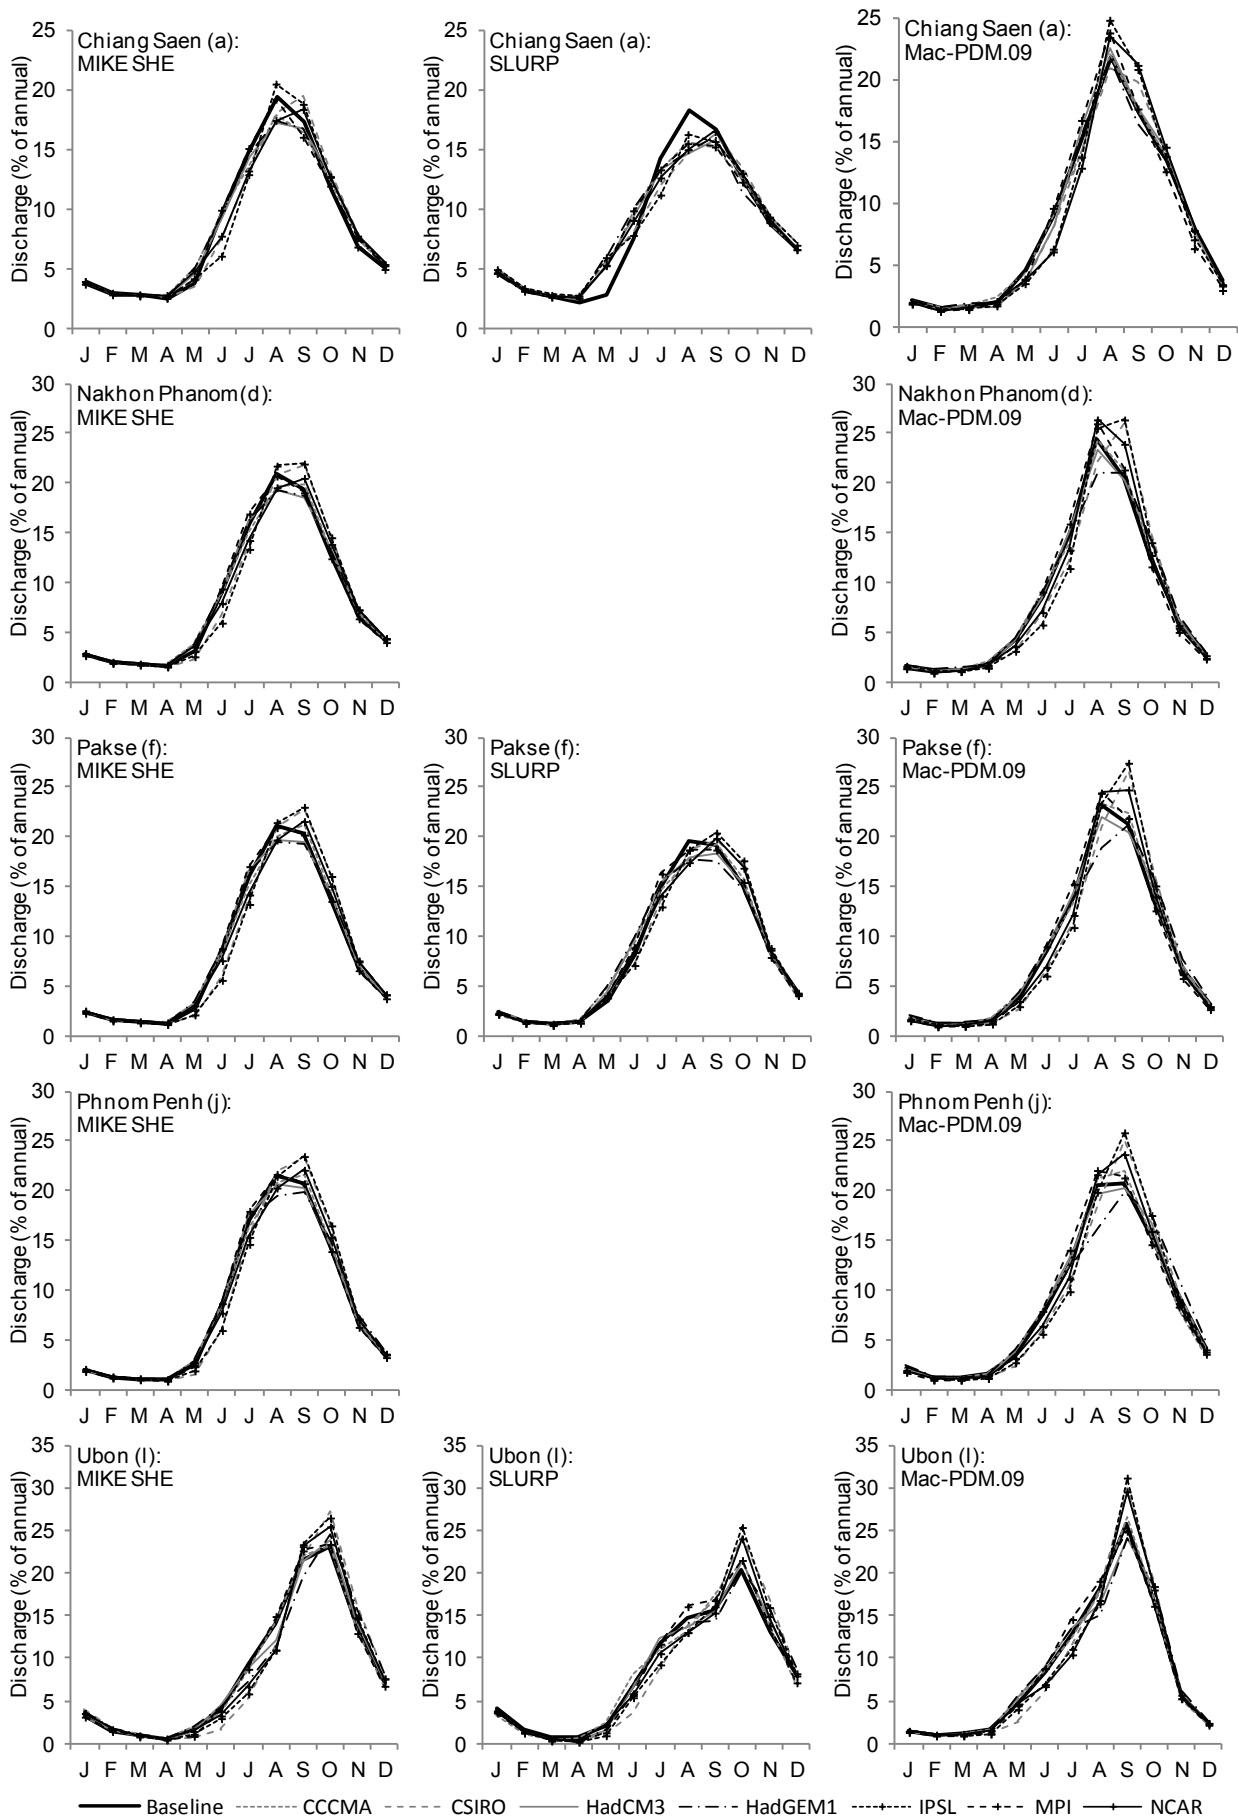 Chiang Saen (a):
MIKE SHE
Discharge (% of annual)
25
20
15
10
5
0
J F M A M J J A S O N D
Chiang Saen (a):
SLURP
Discharge (% of annual)
25
20
15
10
5
0
J F M A M J J A S O N D
Chiang Saen (a):
Mac-PDM.09
Discharge (% of annual)
25
20
15
10
5
0
J F M A M J J A S O N D
Nakhon Phanom (d):
MIKE SHE
Discharge (% of annual)
30
25
20
15
10
5
0
J F M A M J J A S O N D
Nakhon Phanom (d):
Mac-PDM.09
Discharge (% of annual)
30
25
20
15
10
5
0
J F M A M J J A S O N D
Pakse (f):
MIKE SHE
Discharge (% of annual)
30
25
20
15
10
5
0
J F M A M J J A S O N D
Pakse (f):
SLURP
Discharge (% of annual)
30
25
20
15
10
5
0
J F M A M J J A S O N D
Pakse (f):
Mac-PDM.09
Discharge (% of annual)
30
25
20
15
10
5
0
J F M A M J J A S O N D
Phnom Penh (j):
MIKE SHE
Discharge (% of annual)
30
25
20
15
10
5
0
J F M A M J J A S O N D
Phnom Penh (j):
Mac-PDM.09
Discharge (% of annual)
30
25
20
15
10
5
0
J F M A M J J A S O N D
Ubon (l):
MIKE SHE
Discharge (% of annual)
35
30
25
20
15
10
5
0
J F M A M J J A S O N D
Ubon (l):
SLURP
Discharge (% of annual)
35
30
25
20
15
10
5
0
J F M A M J J A S O N D
Ubon (l):
Mac-PDM.09
Discharge (% of annual)
35
30
25
20
15
10
5
0
J F M A M J J A S O N D
Baseline CCCMA CSIRO HadCM3 HadGEM1 IPSL MPI NCAR